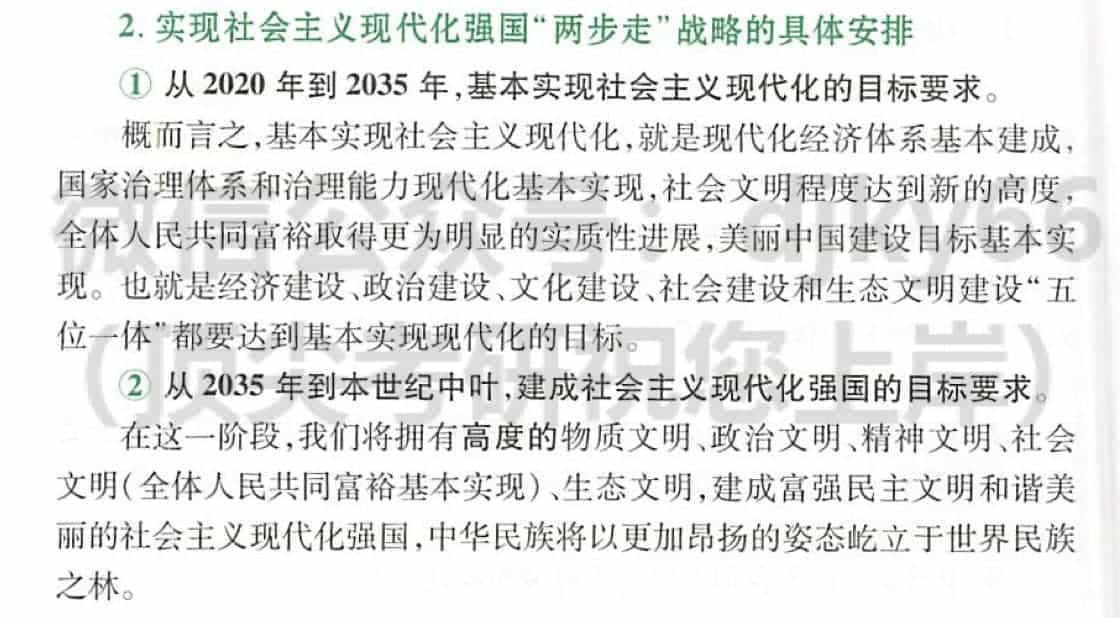 2. 实现社会主义现代化强国“两步走”战略的具体安排
① 从 2020 年到 2035 年,基本实现社会主义现代化的目标要求。
概而言之,基本实现社会主义现代化,就是现代化经济体系基本建成,
国家治理体系和治理能力现代化基本实现,社会文明程度达到新的高度,
全体人民共同富裕取得更为明显的实质性进展,美丽中国建设目标基本实
现。也就是经济建设、政治建设、文化建设、社会建设和生态文明建设“五
位一体”都要达到基本实现现代化的目标。
② 从 2035 年到本世纪中叶,建成社会主义现代化强国的目标要求。
在这一阶段,我们将拥有高度的物质文明、政治文明、精神文明、社会
文明(全体人民共同富裕基本实现)、生态文明,建成富强民主文明和谐美
丽的社会主义现代化强国,中华民族将以更加昂扬的姿态屹立于世界民族
之林。
微信公众号:djky66
(顶尖考研祝您上岸)